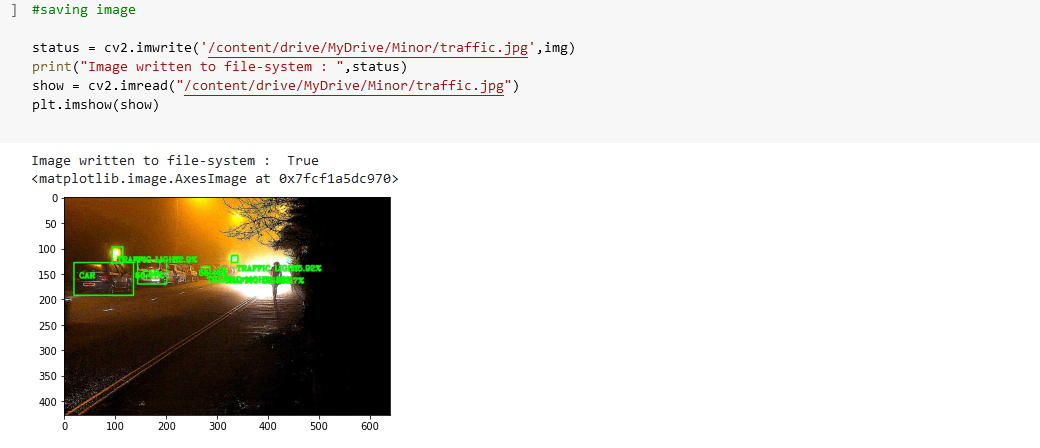 ] #saving image
status = cv2.imwrite('/content/drive/MyDrive/Minor/traffic.jpg',img)
print("Image written to file-system : ",status)
show = cv2.imread("/content/drive/MyDrive/Minor/traffic.jpg")
plt.imshow(show)
Image written to file-system :  True
<matplotlib.image.AxesImage at 0x7fcf1a5dc970>
0
50
100
150
200
250
300
350
400
CAR
TRAFFIC
TRAFFIC
0 100 200 300 400 500 600